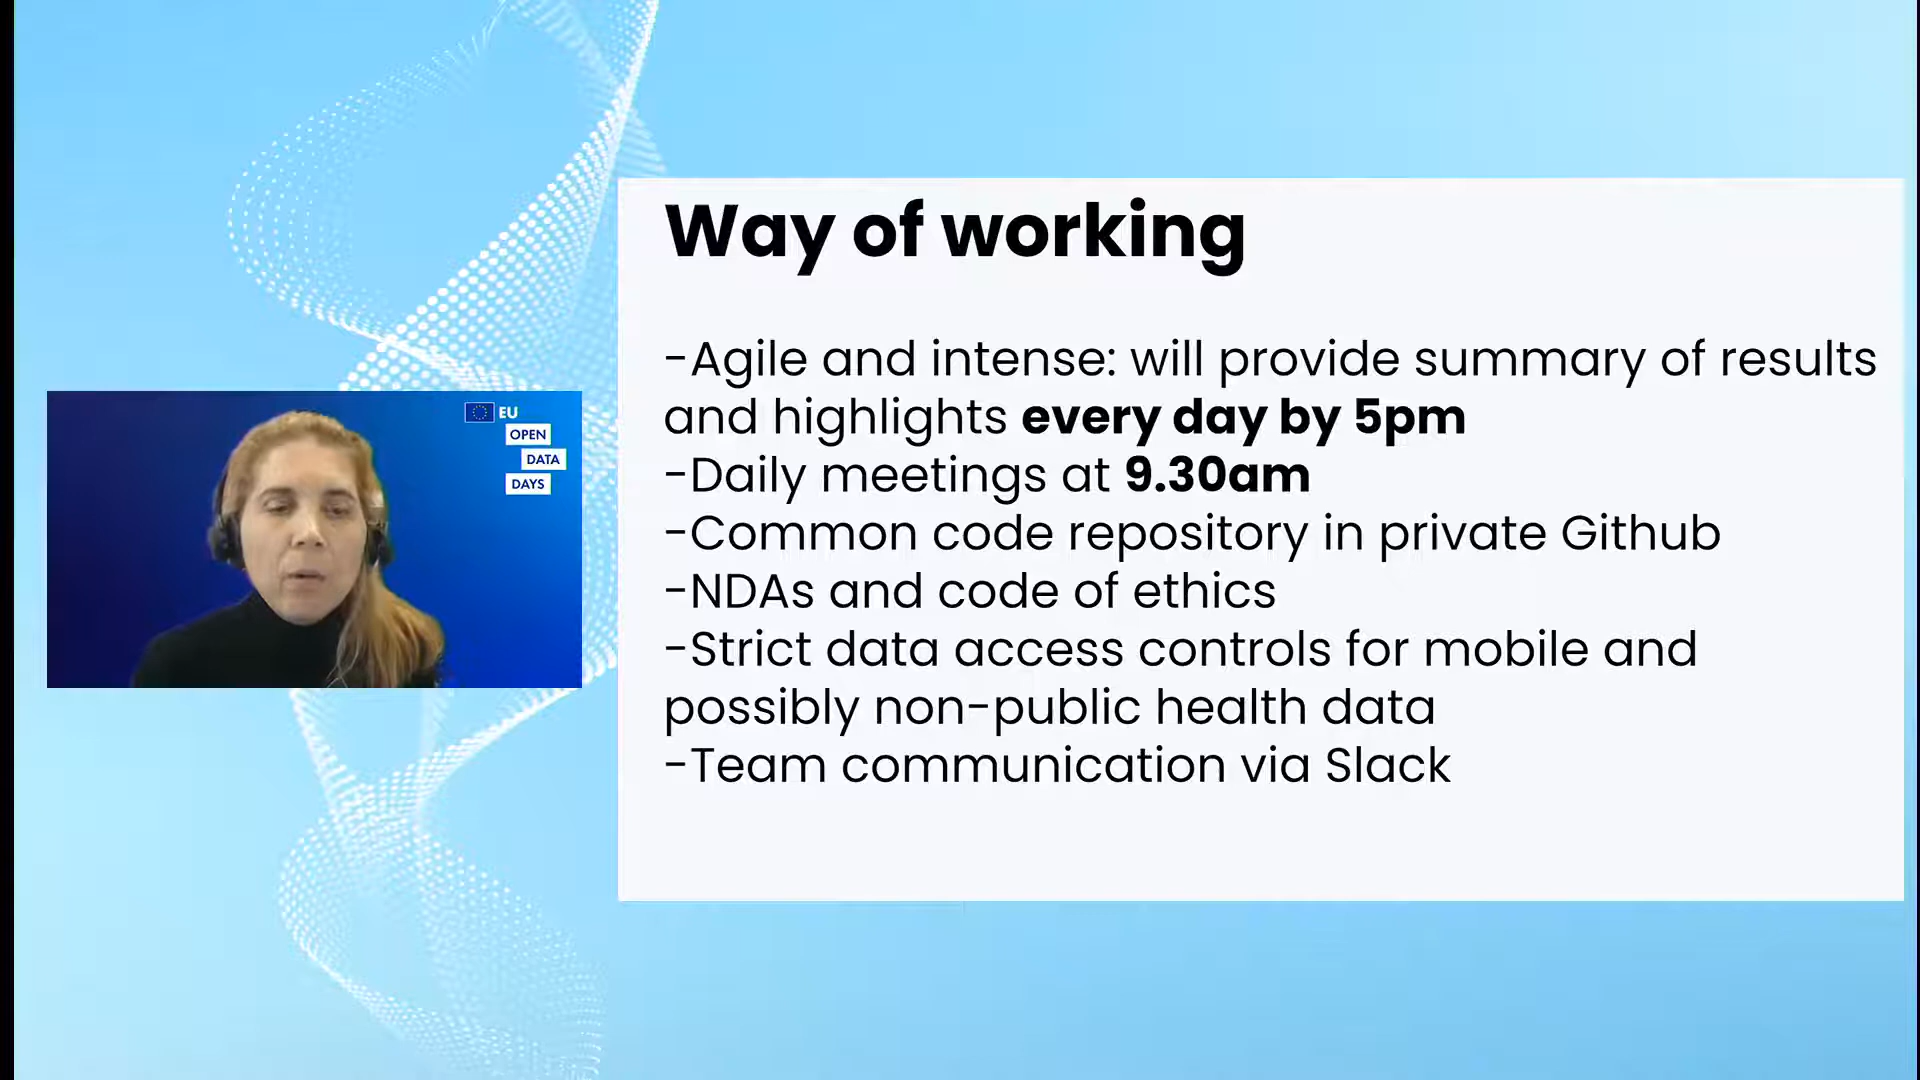 EU
OPEN
DATA
DAYS
Way of working
-Agile and intense: will provide summary of results
and highlights every day by 5pm
-Daily meetings at 9.30am
-Common code repository in private Github
-NDAs and code of ethics
-Strict data access controls for mobile and
possibly non-public health data
-Team communication via Slack